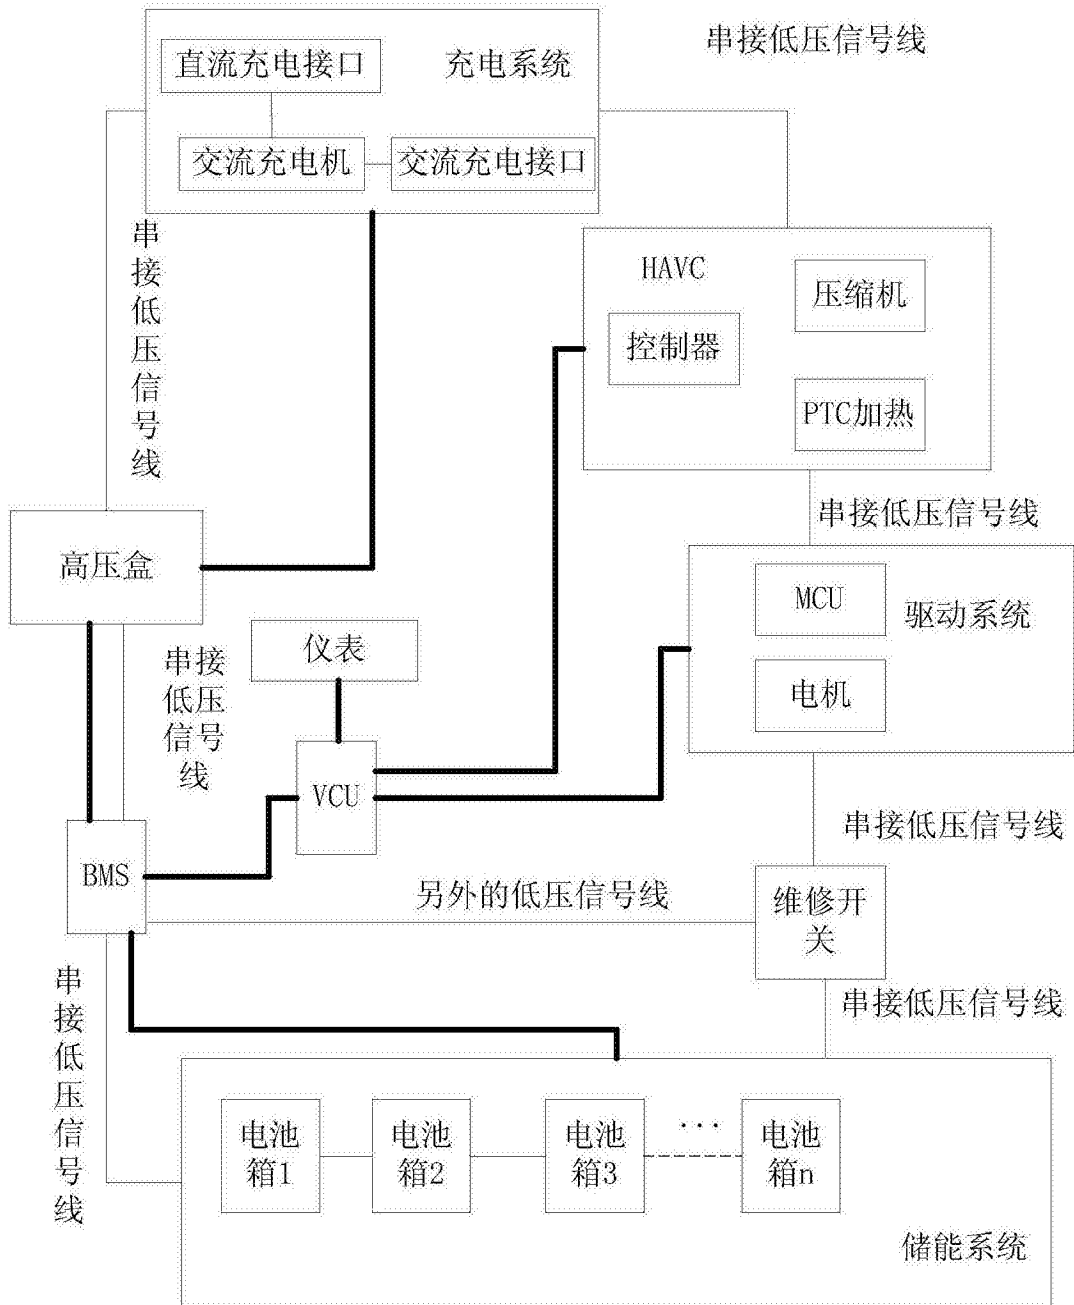 串接低压信号线
直流充电接口
充电系统
交流充电机
交流充电接口
串
接
低
压
信
号
线
HAVC
压缩机
控制器
PTC加热
串接低压信号线
高压盒
MCU
驱动系统
仪表
串接
低压
信号
线
电机
VCU
串接低压信号线
BMS
另外的低压信号线
维修开
关
串
接
低
压
信
号
线
串接低压信号线
电池
箱1
电池
箱2
电池
箱3
...
电池
箱n
储能系统